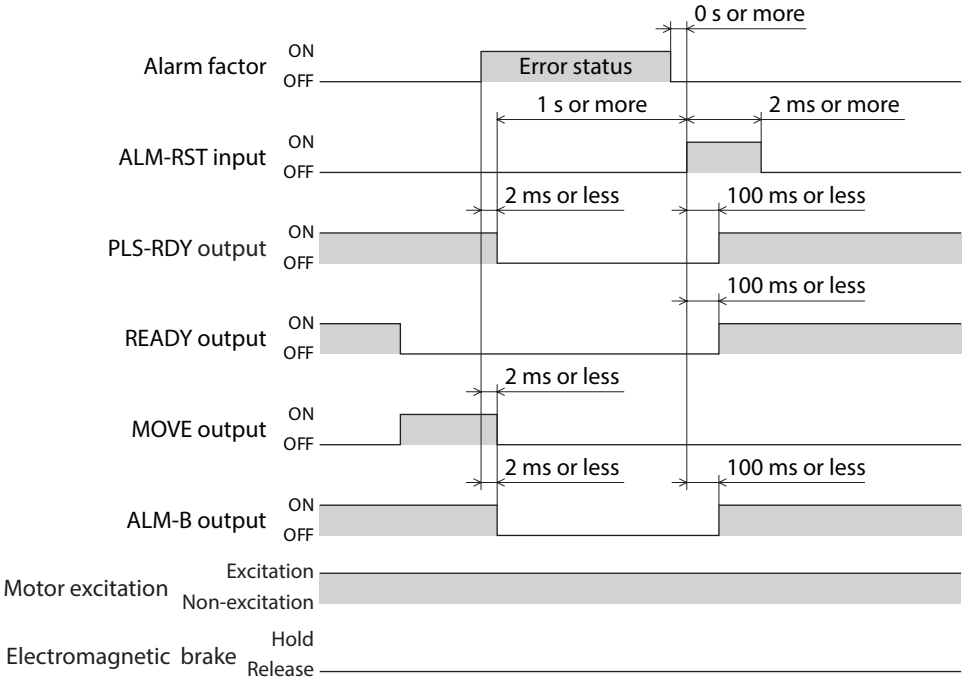 0 s or more
Alarm factor
ON
OFF
Error status
1 s or more
2 ms or more
ALM-RST input
ON
OFF
2 ms or less
100 ms or less
PLS-RDY output
ON
OFF
100 ms or less
READY output
ON
OFF
2 ms or less
MOVE output
ON
OFF
2 ms or less
100 ms or less
ALM-B output
ON
OFF
Motor excitation
Excitation
Non-excitation
Electromagnetic brake
Hold
Release